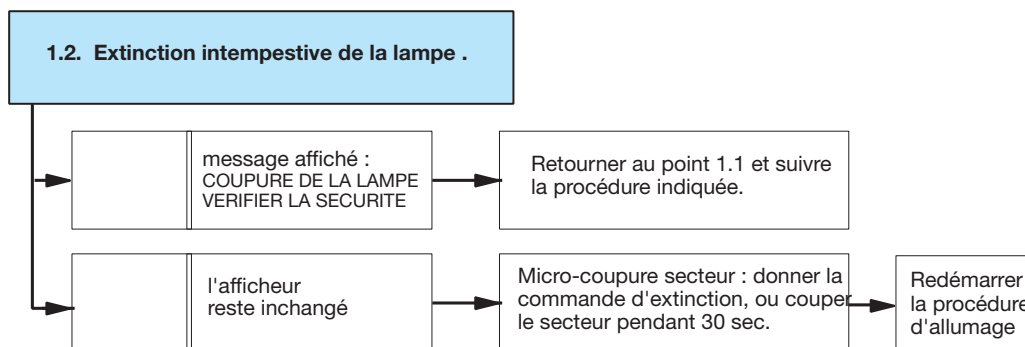 1.2. Extinction intempestive de la lampe .
message affiché :
COUPURE DE LA LAMPE
VERIFIER LA SECURITE
Retourner au point 1.1 et suivre
la procédure indiquée.
l'afficheur
reste inchangé
Micro-coupure secteur : donner la
commande d'extinction, ou couper
le secteur pendant 30 sec.
Redémarrer
la procédure
d'allumage